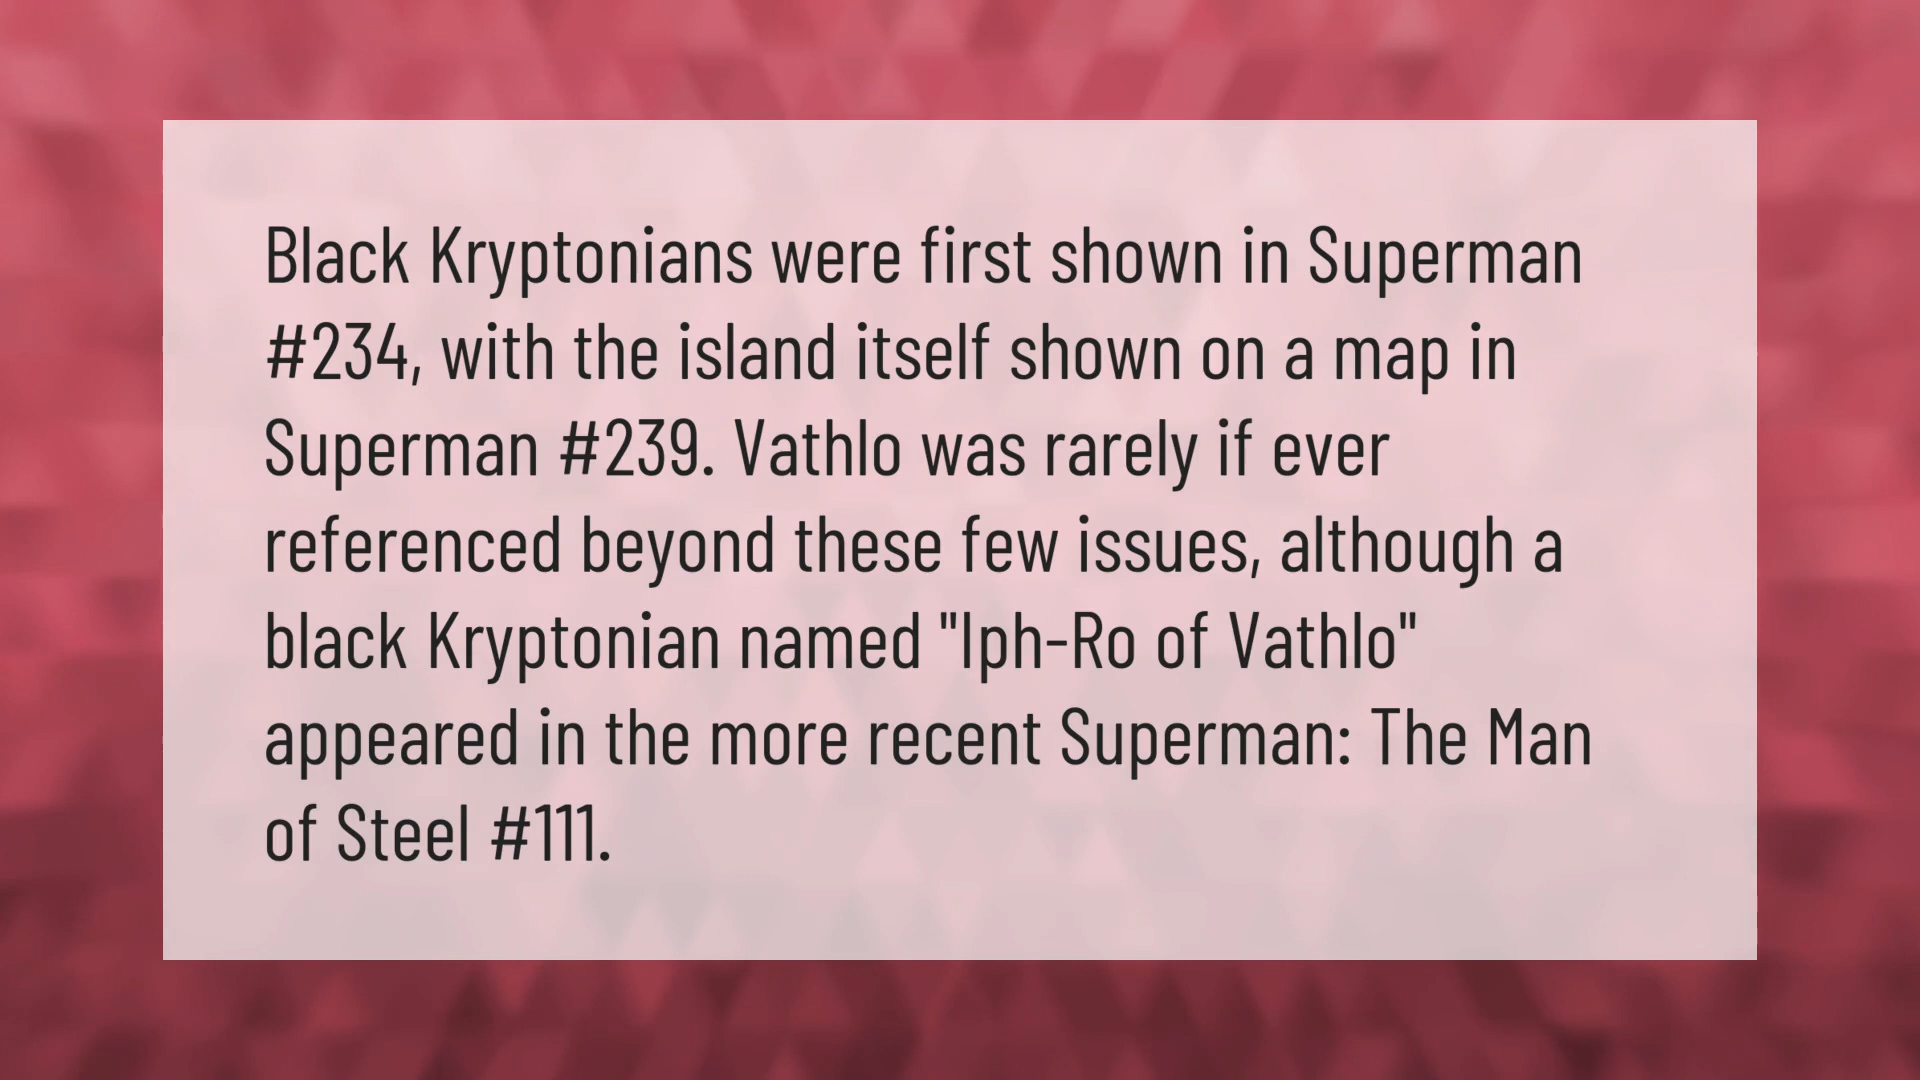 Black Kryptonians were first shown in Superman
#234, with the island itself shown on a map in
Superman #239. Vathlo was rarely if ever
referenced beyond these few issues, although a
black Kryptonian named "Iph-Ro of Vathlo"
appeared in the more recent Superman: The Man
of Steel #111.